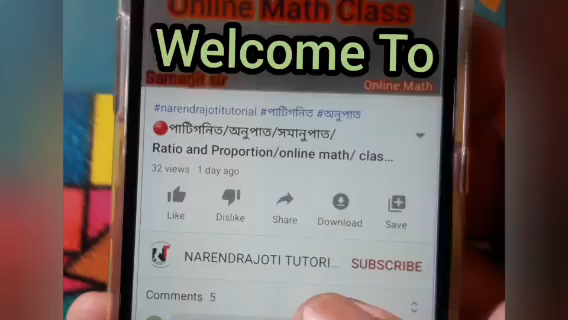 Online Math Class
Welcome To
Samarjit sir
Online Math
#narendrajotitutorial #পাটিগনিত #অনুপাত
পাটিগনিত/অনুপাত/সমানুপাত/
Ratio and Proportion/online math/ clas...
32 views · 1 day ago
Like
Dislike
Share
Download
Save
NARENDRAJOTI TUTORI...
SUBSCRIBE
Comments 5